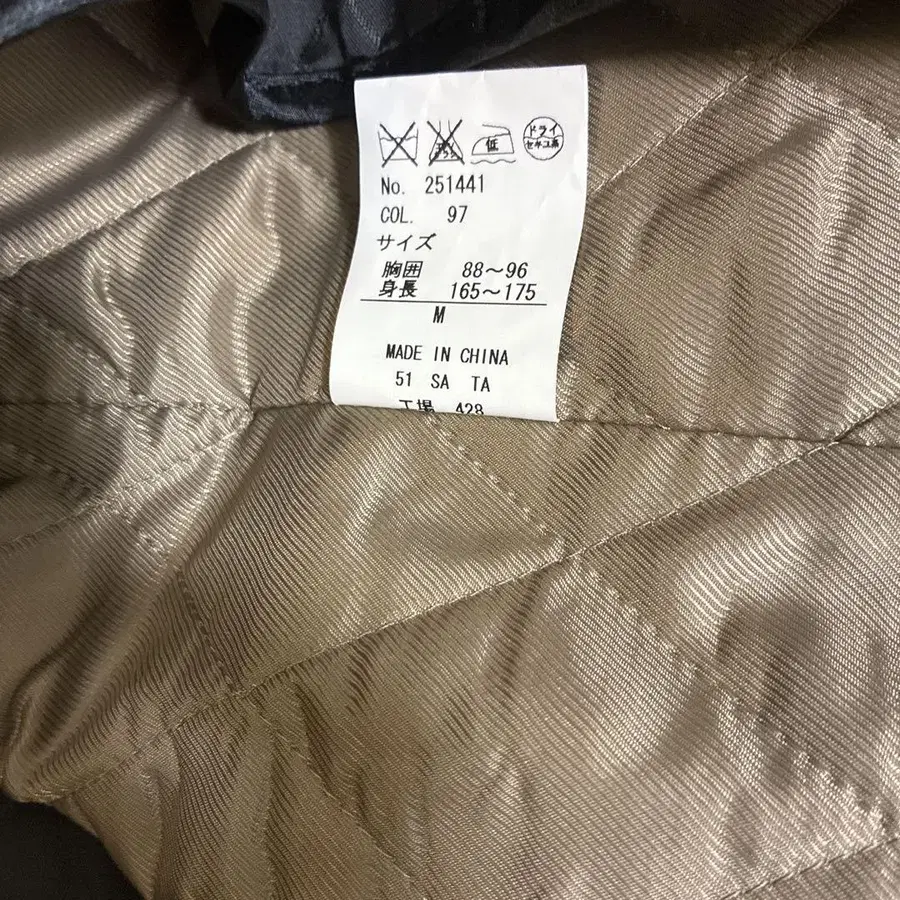 低 ドライ
セキユ系
No. 251441
COL. 97
サイズ
胸囲 88～96
身長 165～175
M
MADE IN CHINA
51 SA TA
工場 428